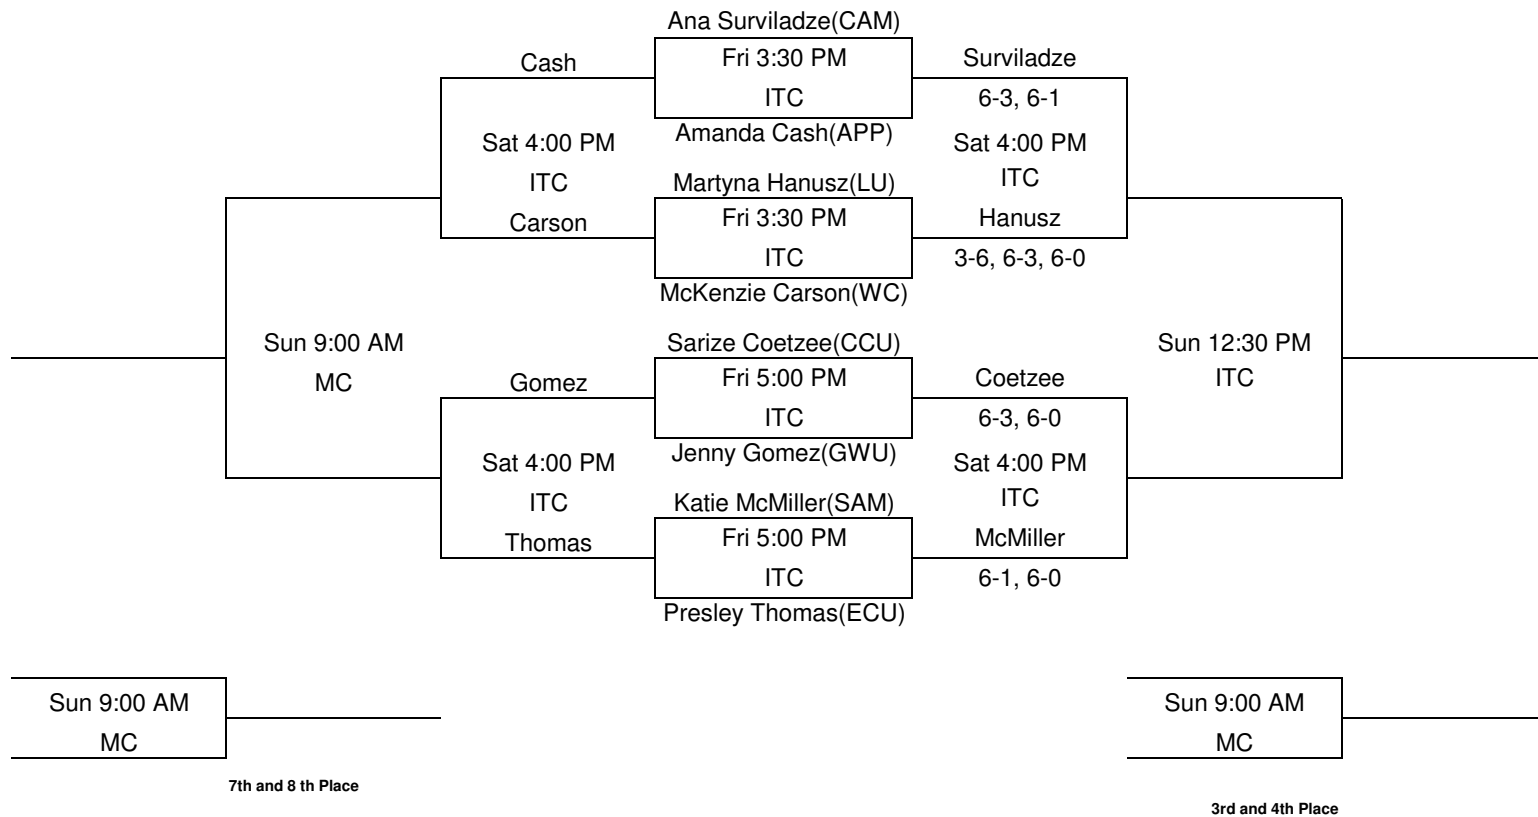 Ana Surviladze(CAM)
Cash
Fri 3:30 PM
Surviladze
ITC
6-3, 6-1
Amanda Cash(APP)
Sat 4:00 PM
Sat 4:00 PM
ITC
Martyna Hanusz(LU)
ITC
Carson
Fri 3:30 PM
Hanusz
ITC
3-6, 6-3, 6-0
McKenzie Carson(WC)
Sun 9:00 AM
MC
Sarize Coetzee(CCU)
Sun 12:30 PM
ITC
Gomez
Fri 5:00 PM
Coetzee
ITC
6-3, 6-0
Jenny Gomez(GWU)
Sat 4:00 PM
Sat 4:00 PM
ITC
Katie McMiller(SAM)
ITC
Thomas
Fri 5:00 PM
McMiller
ITC
6-1, 6-0
Presley Thomas(ECU)
Sun 9:00 AM
MC
7th and 8 th Place
Sun 9:00 AM
MC
3rd and 4th Place